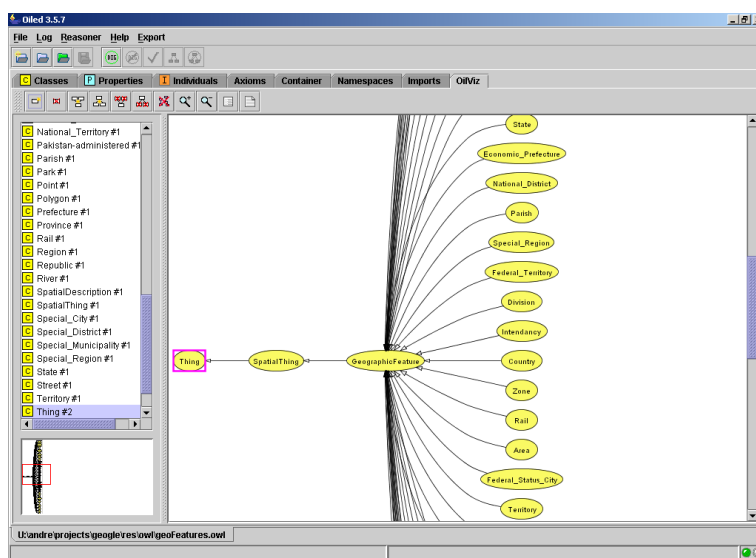 Oiled 3.5.7
File Log Reasoner Help Export
DIG
Classes Properties Individuals Axioms Container Namespaces Imports OilViz
C National_Territory #1
C Pakistan-administered #1
C Parish #1
C Park #1
C Point #1
C Polygon #1
C Prefecture #1
C Province #1
C Rail #1
C Region #1
C Republic #1
C River #1
C SpatialDescription #1
C SpatialThing #1
C Special_City #1
C Special_District #1
C Special_Municipality #1
C Special_Region #1
C State #1
C Street #1
C Territory #1
C Thing #2
State
Economic_Prefecture
National_District
Parish
Special_Region
Federal_Territory
Division
Intendancy
Thing SpatialThing GeographicFeature Country
Zone
Rail
Area
Federal_Status_City
Territory
U:\andre\projects\geogle\res\owl\geoFeatures.owl